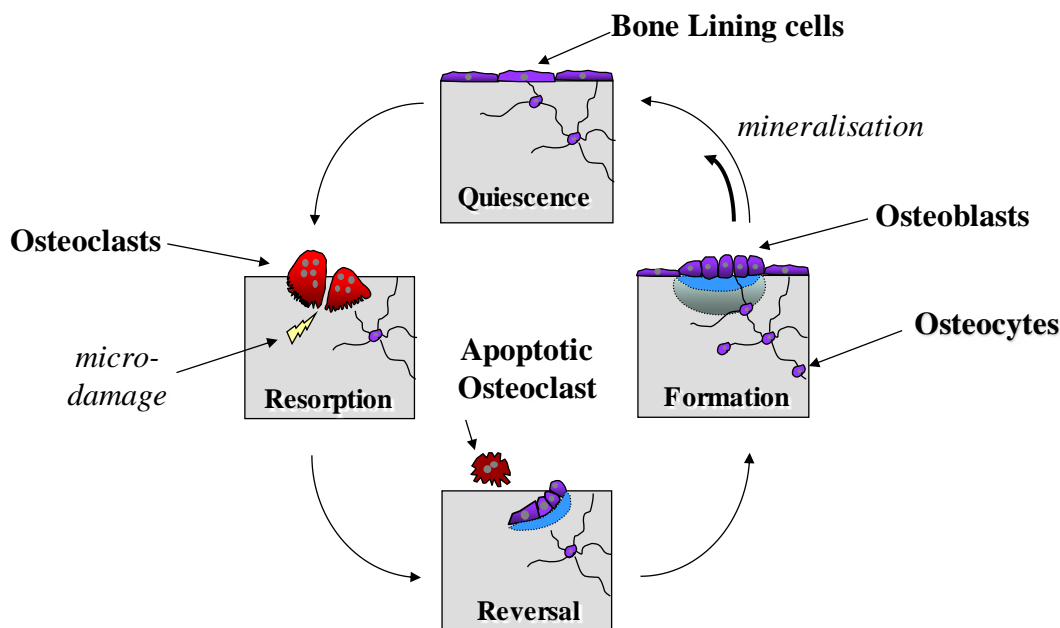 Bone Lining cells
mineralisation
Quiescence
Osteoclasts
Osteoblasts
micro-
damage
Resorption
Apoptotic
Osteoclast
Osteocytes
Formation
Reversal